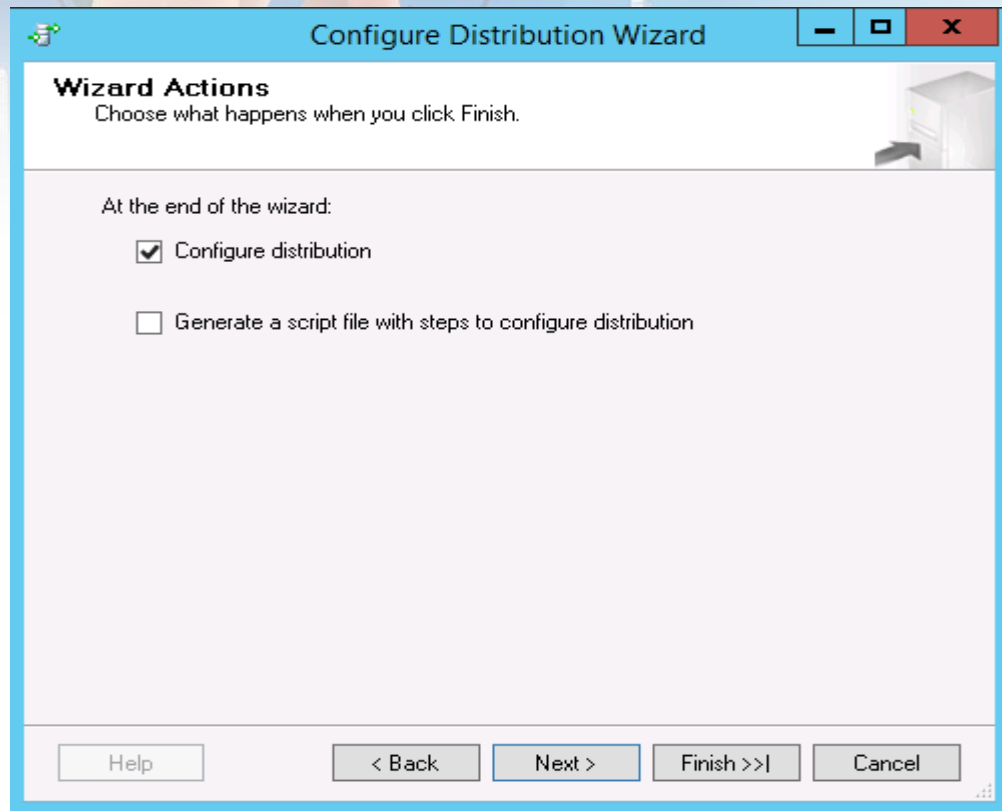 Configure Distribution Wizard
Wizard Actions
Choose what happens when you click Finish.
At the end of the wizard:
Configure distribution
Generate a script file with steps to configure distribution
Help
< Back
Next >
Finish >>|
Cancel